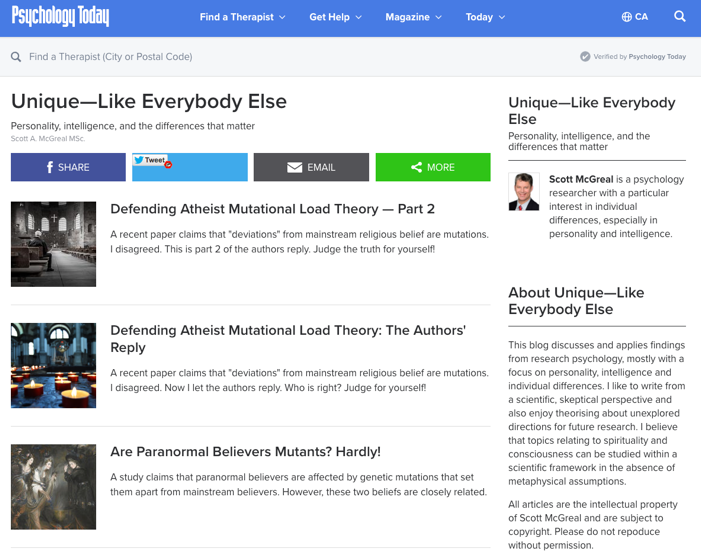 Psychology Today
Find a Therapist
Get Help
Magazine
Today
CA
Find a Therapist (City or Postal Code)
Verified by Psychology Today
Unique—Like Everybody Else
Personality, intelligence, and the differences that matter
Scott A. McGreal MSc.
SHARE
Tweet
EMAIL
MORE
Defending Atheist Mutational Load Theory — Part 2
A recent paper claims that "deviations" from mainstream religious belief are mutations.
I disagreed. This is part 2 of the authors reply. Judge the truth for yourself!
Defending Atheist Mutational Load Theory: The Authors'
Reply
A recent paper claims that "deviations" from mainstream religious belief are mutations.
I disagreed. Now I let the authors reply. Who is right? Judge for yourself!
Are Paranormal Believers Mutants? Hardly!
A study claims that paranormal believers are affected by genetic mutations that set
them apart from mainstream believers. However, these two beliefs are closely related.
Unique—Like Everybody
Else
Personality, intelligence, and the
differences that matter
Scott McGreal is a psychology
researcher with a particular
interest in individual
differences, especially in
personality and intelligence.
About Unique—Like
Everybody Else
This blog discusses and applies findings
from research psychology, mostly with a
focus on personality, intelligence and
individual differences. I like to write from
a scientific, skeptical perspective and
also enjoy theorising about unexplored
directions for future research. I believe
that topics relating to spirituality and
consciousness can be studied within a
scientific framework in the absence of
metaphysical assumptions.
All articles are the intellectual property
of Scott McGreal and are subject to
copyright. Please do not repoduce
without permission.